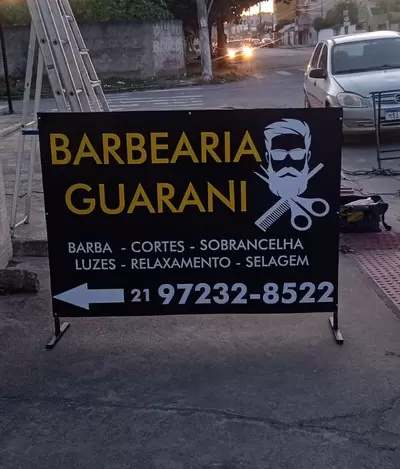 BARBEARIA
GUARANI
BARBA - CORTES - SOBRANCELHA
LUZES - RELAXAMENTO - SELAGEM
21 97232-8522